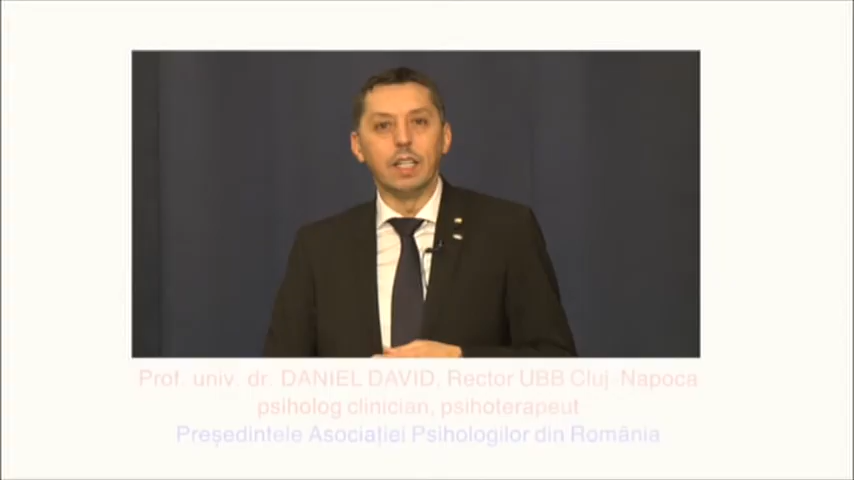 Prof. univ. dr. DANIEL DAVID, Rector UBB Cluj-Napoca
psiholog clinician, psihoterapeut
Președintele Asociației Psihologilor din România